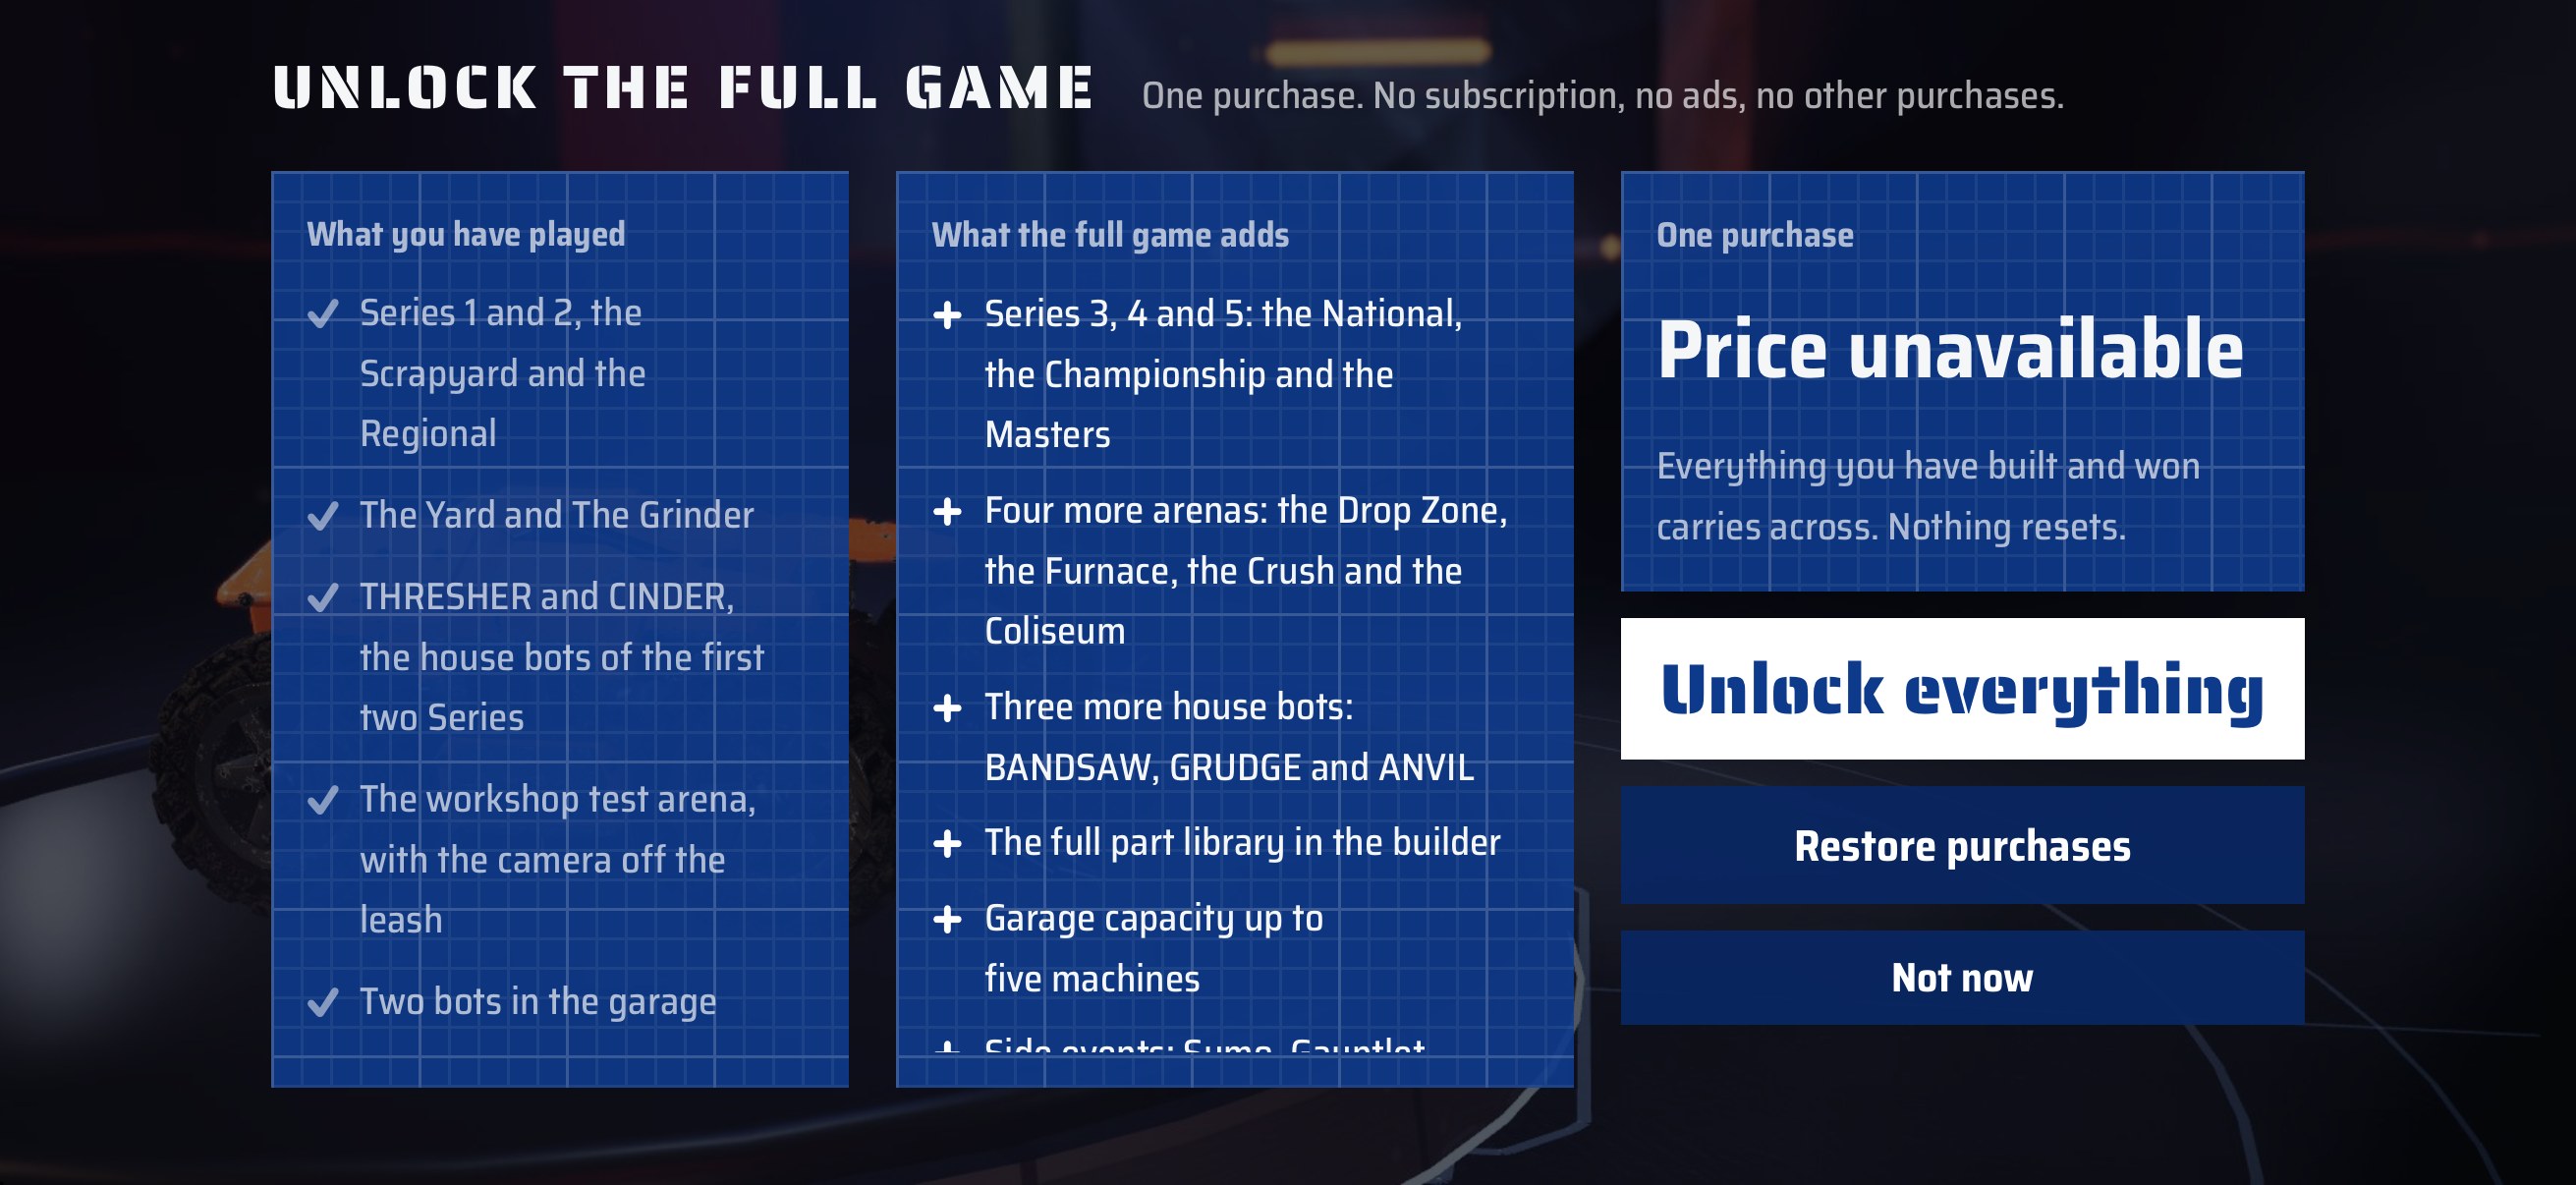 UNLOCK THE FULL GAME
One purchase. No subscription, no ads, no other purchases.
What you have played
Series 1 and 2, the
Scrapyard and the
Regional
The Yard and The Grinder
THRESHER and CINDER,
the house bots of the first
two Series
The workshop test arena,
with the camera off the
leash
Two bots in the garage
What the full game adds
Series 3, 4 and 5: the National,
the Championship and the
Masters
Four more arenas: the Drop Zone,
the Furnace, the Crush and the
Coliseum
Three more house bots:
BANDSAW, GRUDGE and ANVIL
The full part library in the builder
Garage capacity up to
five machines
Side events: Sumo, Gauntlet
One purchase
Price unavailable
Everything you have built and won
carries across. Nothing resets.
Unlock everything
Restore purchases
Not now